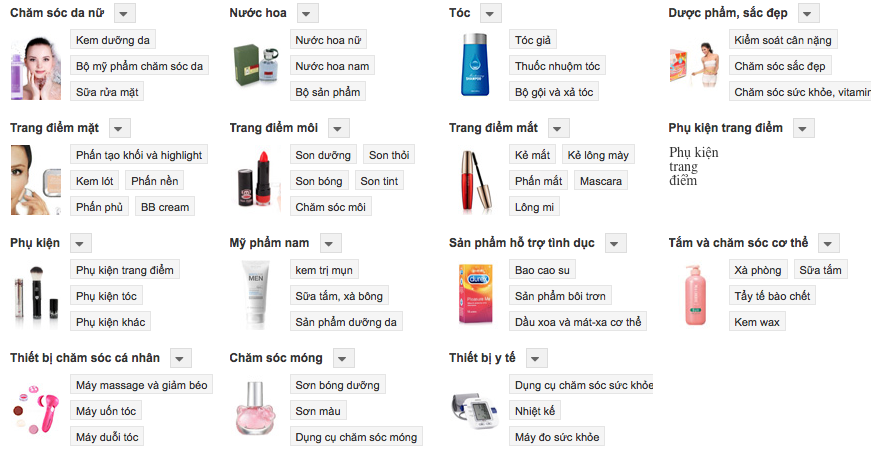 Chăm sóc da nữ
Kem dưỡng da
Bộ mỹ phẩm chăm sóc da
Sữa rửa mặt
Nước hoa
Nước hoa nữ
Nước hoa nam
Bộ sản phẩm
Tóc
Tóc giả
Thuốc nhuộm tóc
Bộ gội và xả tóc
Dược phẩm, sắc đẹp
Kiểm soát cân nặng
Chăm sóc sắc đẹp
Chăm sóc sức khỏe, vitamin
Trang điểm mặt
Phấn tạo khối và highlight
Kem lót Phấn nền
Phấn phủ BB cream
Trang điểm môi
Son dưỡng Son thỏi
Son bóng Son tint
Chăm sóc môi
Trang điểm mắt
Kẻ mắt Kẻ lông mày
Phấn mắt Mascara
Lông mi
Phụ kiện trang điểm
Phụ kiện
trang
điểm
Phụ kiện
Phụ kiện trang điểm
Phụ kiện tóc
Phụ kiện khác
Mỹ phẩm nam
MEN
kem trị mụn
Sữa tắm, xà bông
Sản phẩm dưỡng da
Sản phẩm hỗ trợ tình dục
durex
Bao cao su
Sản phẩm bôi trơn
Dầu xoa và mát-xa cơ thể
Tắm và chăm sóc cơ thể
Xà phòng Sữa tắm
Tẩy tế bào chết
Kem wax
Thiết bị chăm sóc cá nhân
Máy massage và giảm béo
Máy uốn tóc
Máy duỗi tóc
Chăm sóc móng
Sơn bóng dưỡng
Sơn màu
Dụng cụ chăm sóc móng
Thiết bị y tế
Dụng cụ chăm sóc sức khỏe
Nhiệt kế
Máy đo sức khỏe